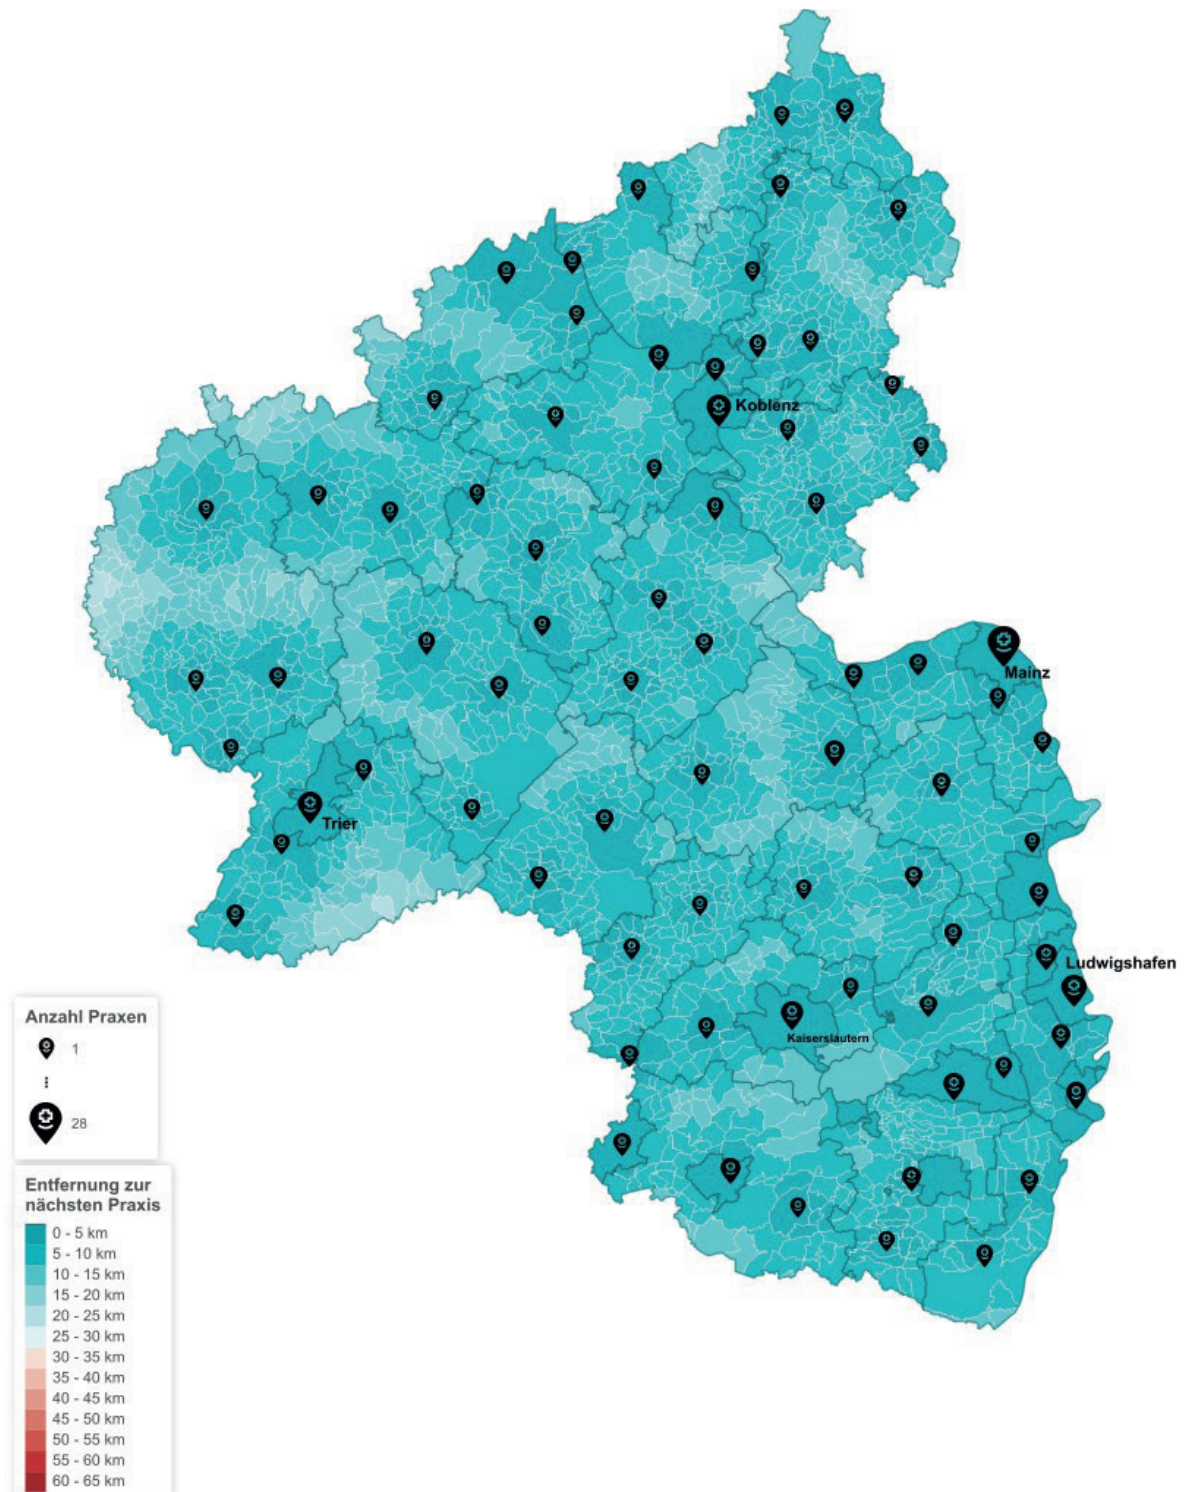 Koblenz
Mainz
Trier
Ludwigshafen
Kaiserslautern
Anzahl Praxen
1
28
Entfernung zur
nächsten Praxis
0 - 5 km
5 - 10 km
10 - 15 km
15 - 20 km
20 - 25 km
25 - 30 km
30 - 35 km
35 - 40 km
40 - 45 km
45 - 50 km
50 - 55 km
55 - 60 km
60 - 65 km